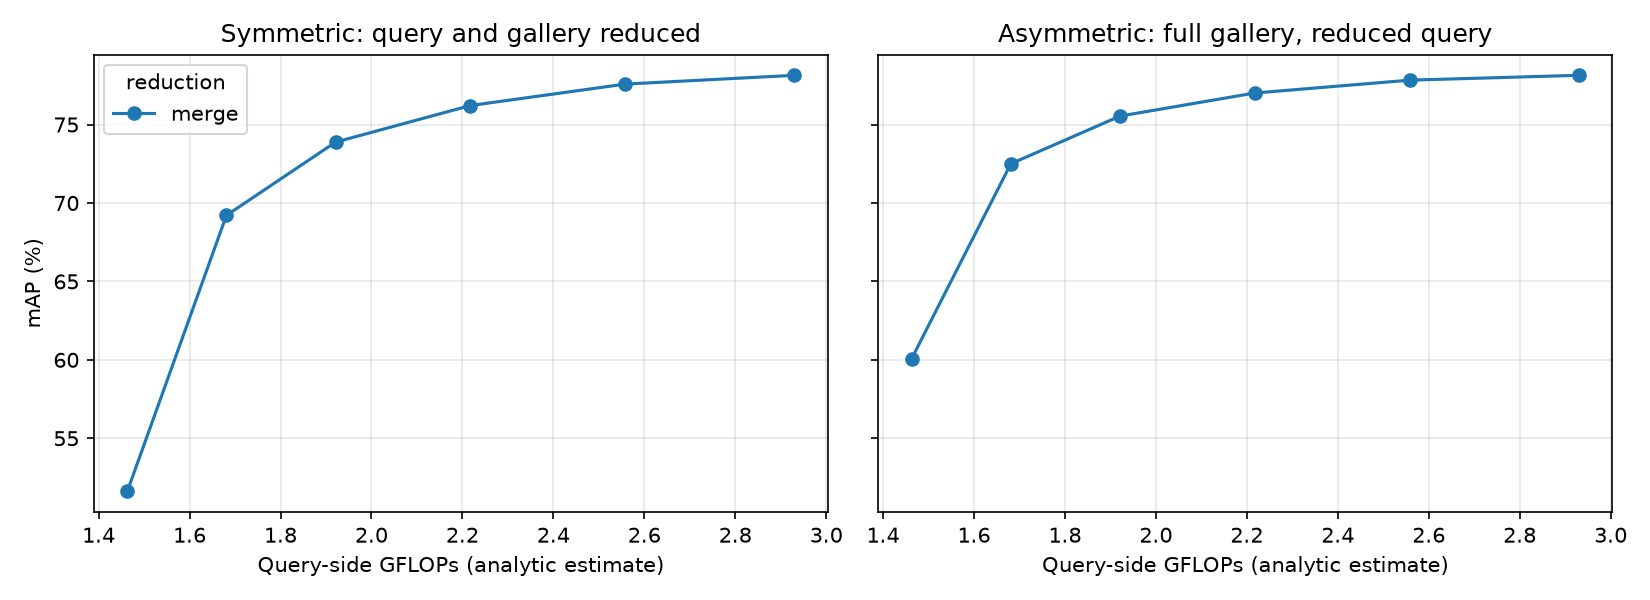 Symmetric: query and gallery reduced
reduction
merge
mAP (%)
75
70
65
60
55
1.4 1.6 1.8 2.0 2.2 2.4 2.6 2.8 3.0
Query-side GFLOPs (analytic estimate)
Asymmetric: full gallery, reduced query
1.4 1.6 1.8 2.0 2.2 2.4 2.6 2.8 3.0
Query-side GFLOPs (analytic estimate)